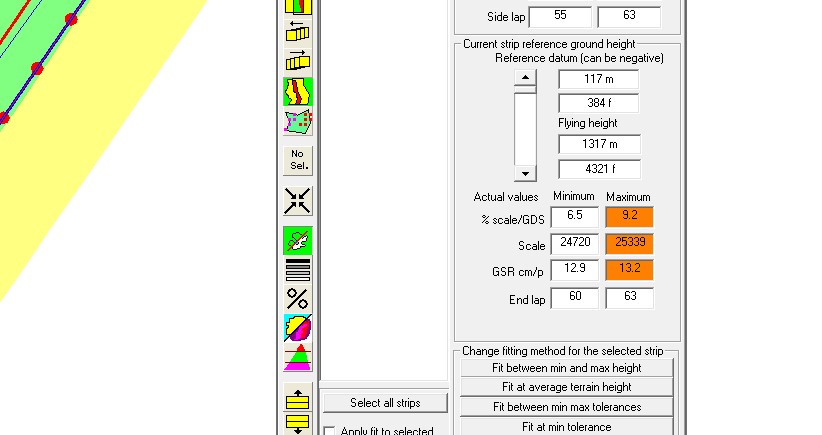 Side lap 55 63
Current strip reference ground height
Reference datum (can be negative)
117 m
384 f
Flying height
1317 m
4321 f
No
Sel.
Actual values Minimum Maximum
% scale/GDS 6.5 9.2
Scale 24720 25339
GSR cm/p 12.9 13.2
%
End lap 60 63
Change fitting method for the selected strip
Fit between min and max height
Fit at average terrain height
Fit between min max tolerances
Fit at min tolerance
Select all strips
Apply fit to selected